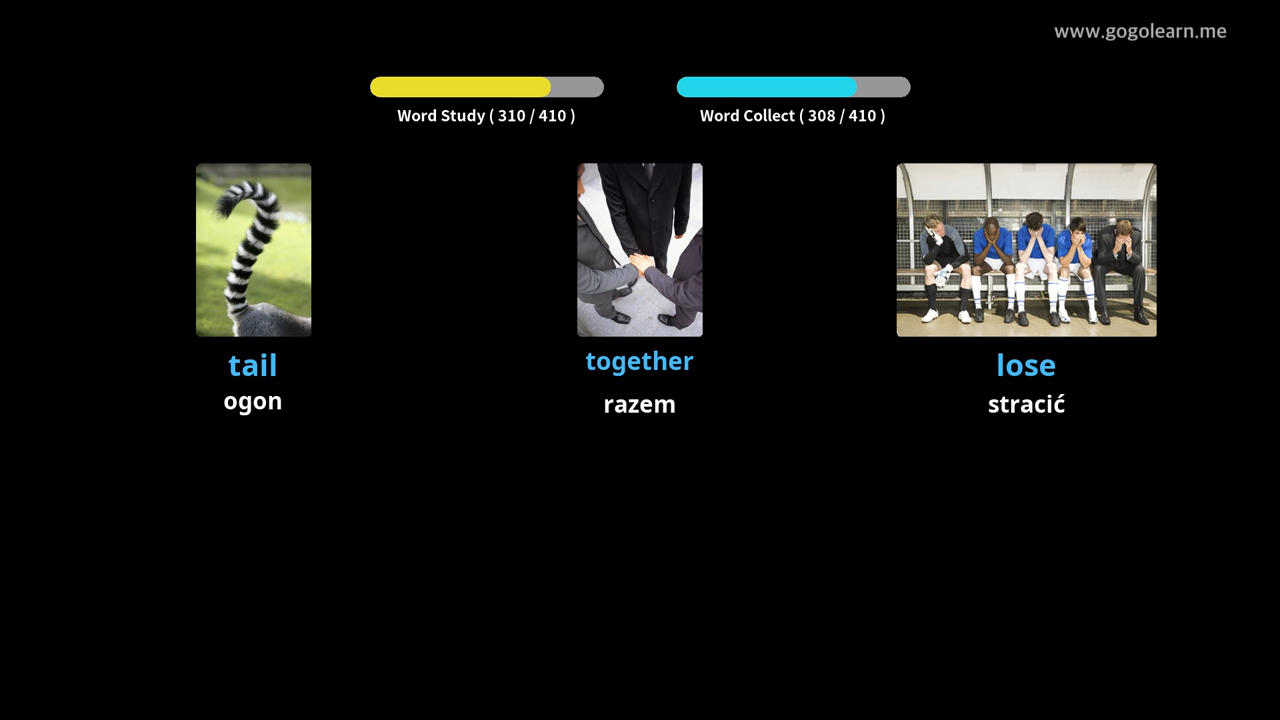 www.gogolearn.me
Word Study ( 310 / 410 )
Word Collect ( 308 / 410 )
tail
ogon
together
razem
lose
stracić